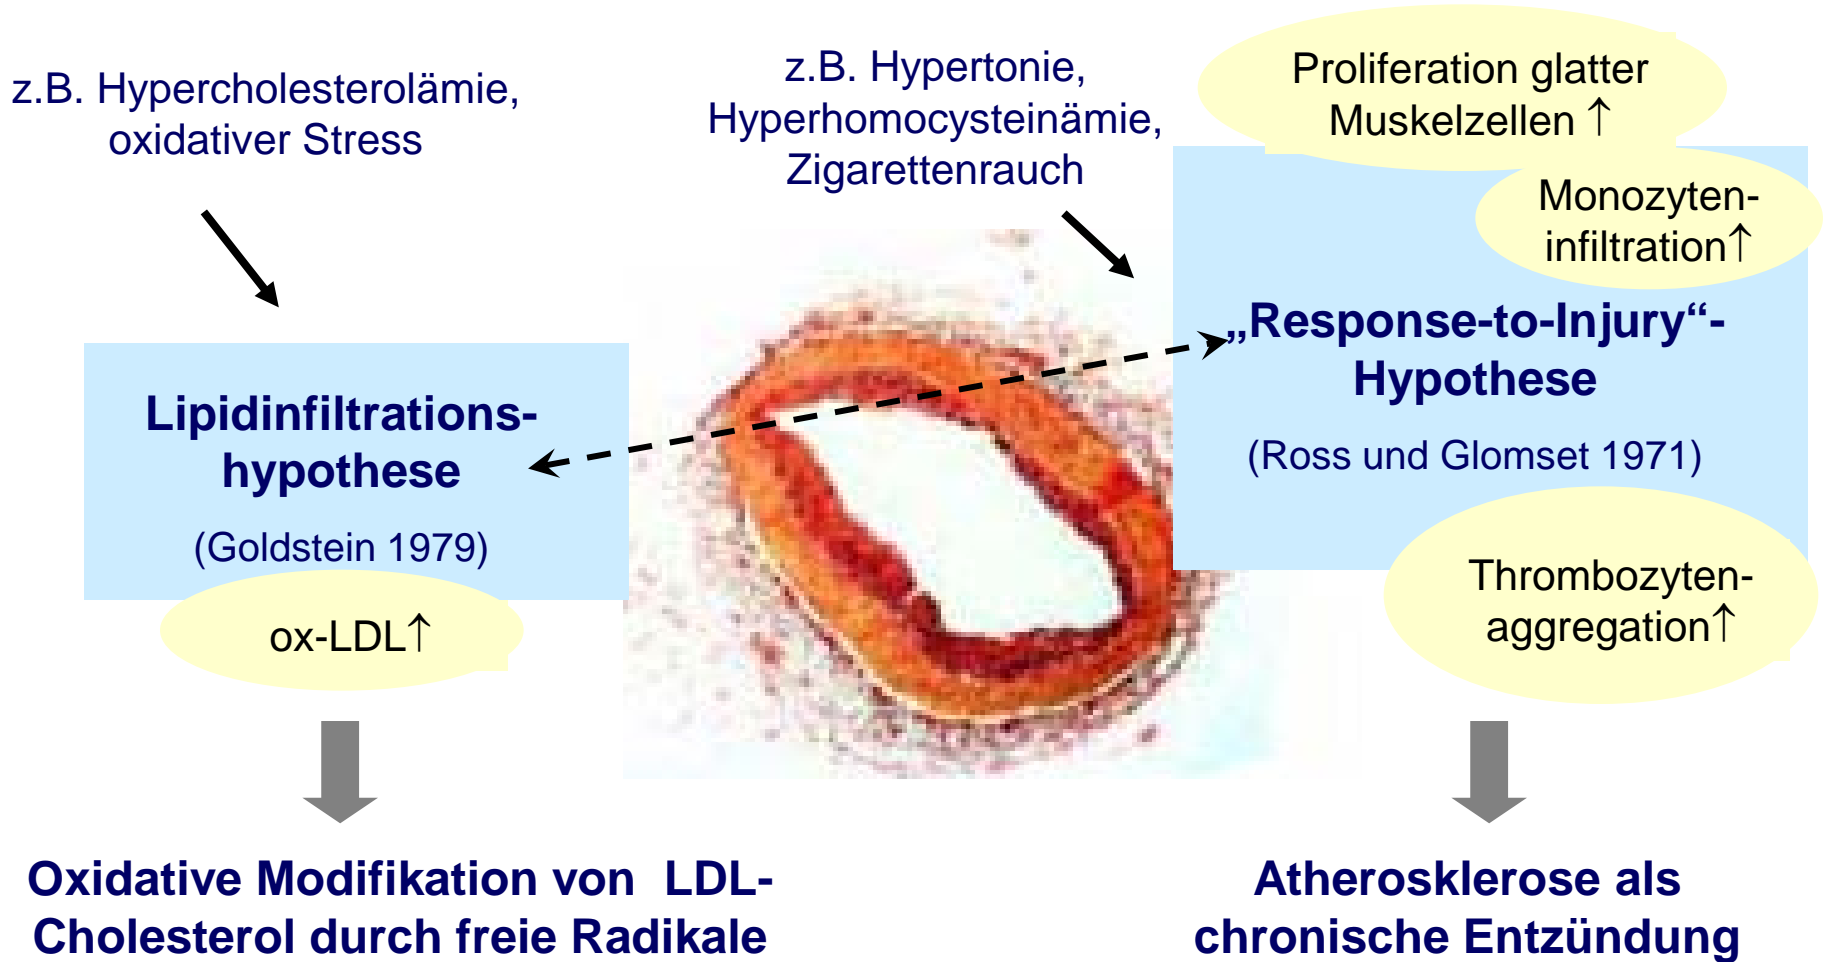 z.B. Hypercholesterolämie,
oxidativer Stress
z.B. Hypertonie,
Hyperhomocysteinämie,
Zigarettenrauch
Proliferation glatter
Muskelzellen ↑
Monozyten-
infiltration↑
„Response-to-Injury“-
Hypothese
(Ross und Glomset 1971)
Thrombozyten-
aggregation↑
Lipidinfiltrations-
hypothese
(Goldstein 1979)
ox-LDL↑
Oxidative Modifikation von LDL-
Cholesterol durch freie Radikale
Atherosklerose als
chronische Entzündung